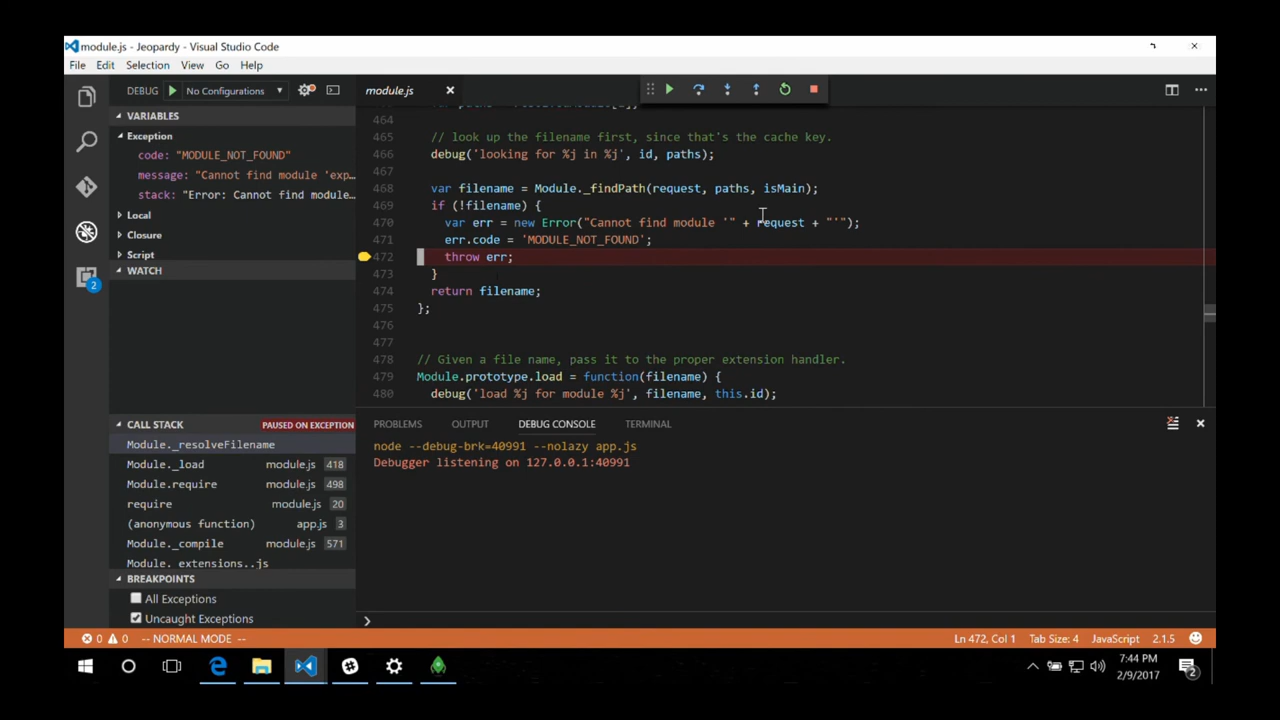 module.js - Jeopardy - Visual Studio Code
File Edit Selection View Go Help
DEBUG No Configurations
module.js
VARIABLES
Exception
code: "MODULE_NOT_FOUND"
message: "Cannot find module 'exp…
stack: "Error: Cannot find module…
Local
Closure
Script
WATCH
CALL STACK PAUSED ON EXCEPTION
Module._resolveFilename
Module._load module.js 418
Module.require module.js 498
require module.js 20
(anonymous function) app.js 3
Module._compile module.js 571
Module._extensions..js
BREAKPOINTS
All Exceptions
Uncaught Exceptions
464
465 // look up the filename first, since that's the cache key.
466 debug('looking for %j in %j', id, paths);
467
468 var filename = Module._findPath(request, paths, isMain);
469 if (!filename) {
470 var err = new Error("Cannot find module '" + request + "'");
471 err.code = 'MODULE_NOT_FOUND';
472 throw err;
473 }
474 return filename;
475 };
476
477
478 // Given a file name, pass it to the proper extension handler.
479 Module.prototype.load = function(filename) {
480 debug('load %j for module %j', filename, this.id);
PROBLEMS OUTPUT DEBUG CONSOLE TERMINAL
node --debug-brk=40991 --nolazy app.js
Debugger listening on 127.0.0.1:40991
0 0 -- NORMAL MODE -- Ln 472, Col 1 Tab Size: 4 JavaScript 2.1.5
2
7:44 PM
2/9/2017
2